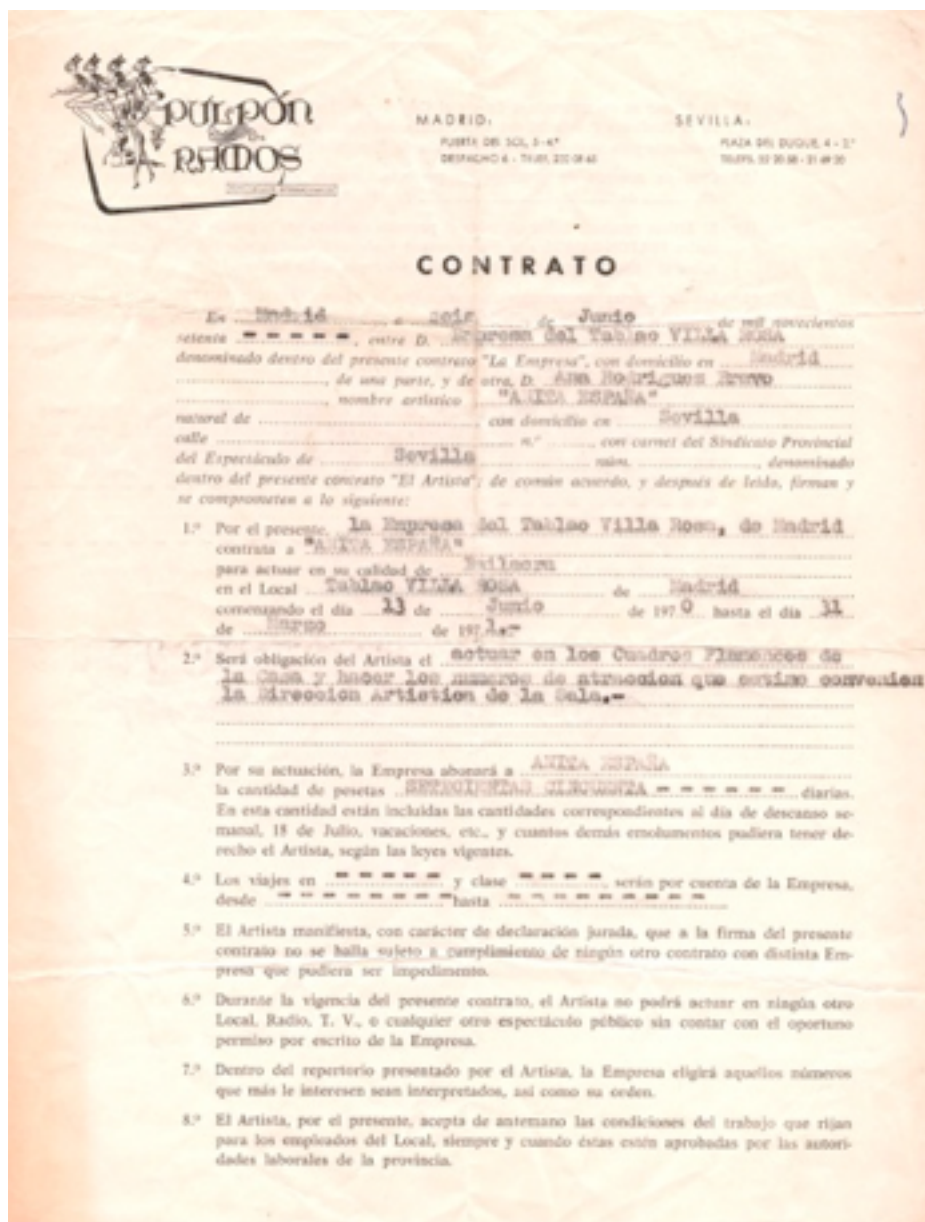 PULPÓN
RAMOS
MADRID:
PUERTA DEL SOL, 5 - 4.º
DESPACHO 6 - TELEF.
SEVILLA:
PLAZA DEL DUQUE, 4 - 2.º
TELEFS.
CONTRATO
En Madrid, a seis de Junio de mil novecientos
setenta - - - - -, entre D. Empresa del Tablao VILLA ROSA
denominado dentro del presente contrato "La Empresa", con domicilio en Madrid
, de una parte, y de otra, D. Ana Rodriguez Bravo
, nombre artístico "ANITA ESPAÑA"
natural de con domicilio en Sevilla
calle n.º , con carnet del Sindicato Provincial
del Espectáculo de Sevilla núm. , denominado
dentro del presente contrato "El Artista"; de común acuerdo, y después de leído, firman y
se comprometen a lo siguiente:
1.º Por el presente, la Empresa del Tablao Villa Rosa, de Madrid
contrata a "ANITA ESPAÑA"
para actuar en su calidad de Bailaora
en el Local Tablao VILLA ROSA de Madrid
comenzando el día 13 de Junio de 1970 hasta el día 31
de Marzo de 1971.-
2.º Será obligación del Artista el actuar en los Cuadros Flamencos de
la Casa y hacer los numeros de atraccion que estime convenien
la Direccion Artistica de la Sala.-
3.º Por su actuación, la Empresa abonará a ANITA ESPAÑA
la cantidad de pesetas SETECIENTAS CINCUENTA - - - - - - diarias.
En esta cantidad están incluidas las cantidades correspondientes al día de descanso se-
manal, 18 de Julio, vacaciones, etc., y cuantos demás emolumentos pudiera tener de-
recho el Artista, según las leyes vigentes.
4.º Los viajes en - - - - - y clase - - - -, serán por cuenta de la Empresa,
desde - - - - - - - - hasta - - - - - - - - -
5.º El Artista manifiesta, con carácter de declaración jurada, que a la firma del presente
contrato no se halla sujeto a cumplimiento de ningún otro contrato con distinta Em-
presa que pudiera ser impedimento.
6.º Durante la vigencia del presente contrato, el Artista no podrá actuar en ningún otro
Local, Radio, T. V., o cualquier otro espectáculo público sin contar con el oportuno
permiso por escrito de la Empresa.
7.º Dentro del repertorio presentado por el Artista, la Empresa eligirá aquellos números
que más le interesen sean interpretados, así como su orden.
8.º El Artista, por el presente, acepta de antemano las condiciones del trabajo que rijan
para los empleados del Local, siempre y cuando éstas estén aprobadas por las autori-
dades laborales de la provincia.